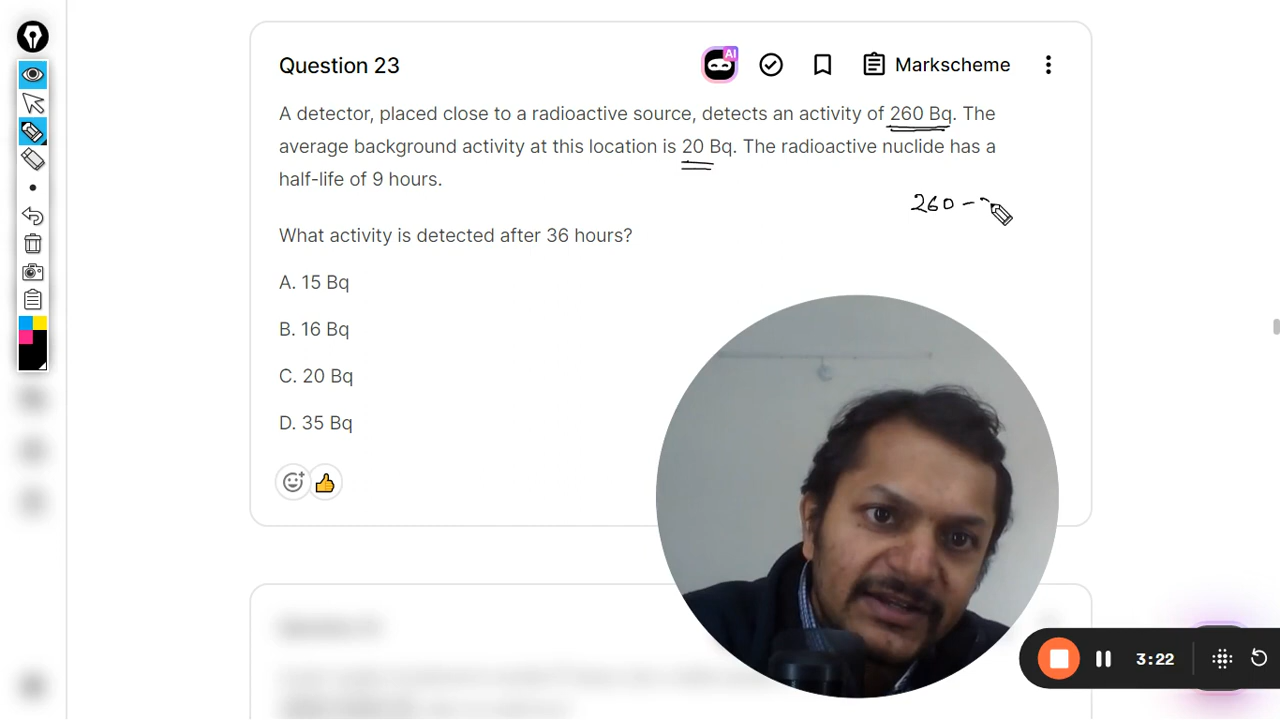 Question 23
AI
Markscheme
A detector, placed close to a radioactive source, detects an activity of 260 Bq. The
average background activity at this location is 20 Bq. The radioactive nuclide has a
half-life of 9 hours.
260 -
What activity is detected after 36 hours?
A. 15 Bq
B. 16 Bq
C. 20 Bq
D. 35 Bq
3:22